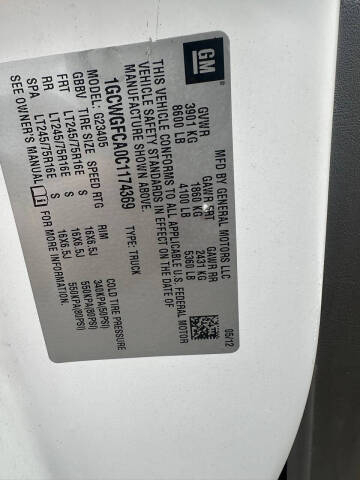 GM
MFD BY GENERAL MOTORS LLC
05/12
GVWR GAWR FRT GAWR RR
3901 KG 1860 KG 2431 KG
8600 LB 4100 LB 5360 LB
THIS VEHICLE CONFORMS TO ALL APPLICABLE U.S. FEDERAL MOTOR
VEHICLE SAFETY STANDARDS IN EFFECT ON THE DATE OF
MANUFACTURE SHOWN ABOVE.
1GCWGFCA0C1174369 TYPE: TRUCK
MODEL: G23405
GBBV TIRE SIZE SPEED RTG RIM COLD TIRE PRESSURE
FRT LT245/75R16E S 16X6.5J 340KPA(50PSI)
RR LT245/75R16E S 16X6.5J 550KPA(80PSI)
SPA LT245/75R16E S 16X6.5J 550KPA(80PSI)
SEE OWNER'S MANUAL FOR MORE INFORMATION.